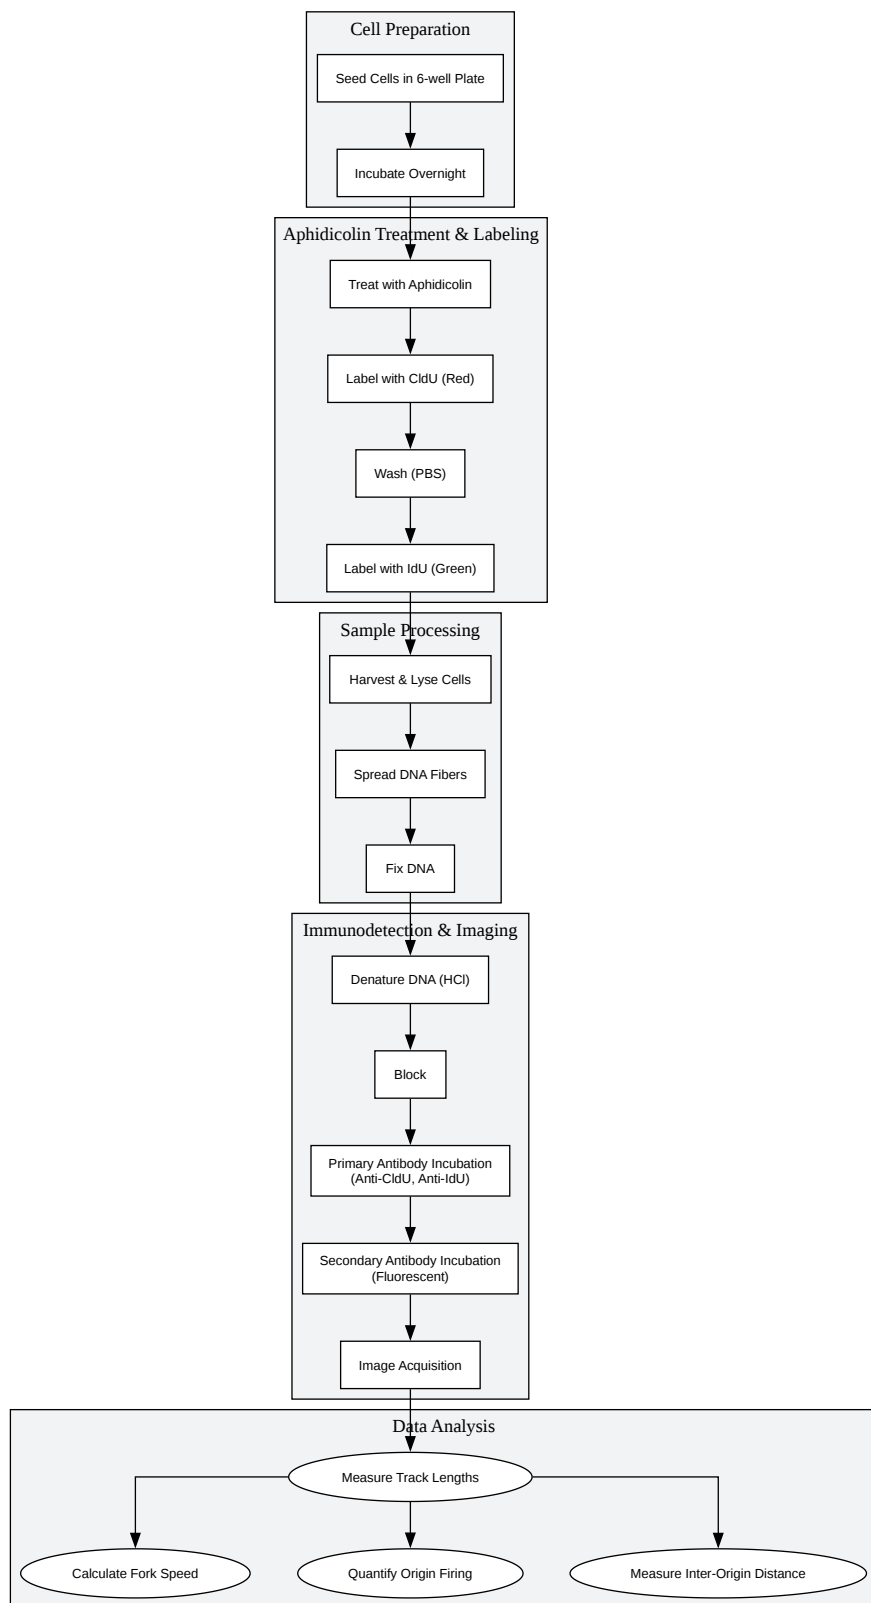 Cell Preparation
Seed Cells in 6-well Plate
Incubate Overnight
Aphidicolin Treatment & Labeling
Treat with Aphidicolin
Label with CldU (Red)
Wash (PBS)
Label with IdU (Green)
Sample Processing
Harvest & Lyse Cells
Spread DNA Fibers
Fix DNA
Immunodetection & Imaging
Denature DNA (HCl)
Block
Primary Antibody Incubation
(Anti-CldU, Anti-IdU)
Secondary Antibody Incubation
(Fluorescent)
Image Acquisition
Data Analysis
Measure Track Lengths
Calculate Fork Speed
Quantify Origin Firing
Measure Inter-Origin Distance